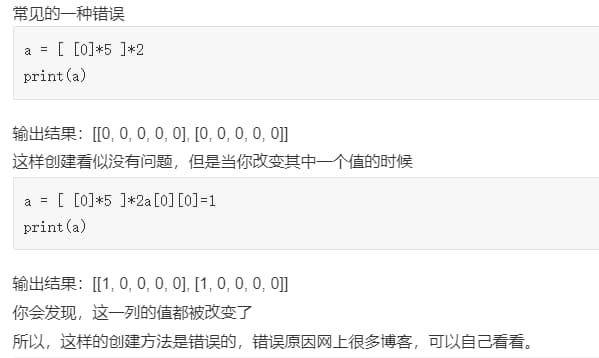 常见的一种错误
a = [ [0]*5 ]*2
print(a)
输出结果：[[0, 0, 0, 0, 0], [0, 0, 0, 0, 0]]
这样创建看似没有问题，但是当你改变其中一个值的时候
a = [ [0]*5 ]*2a[0][0]=1
print(a)
输出结果：[[1, 0, 0, 0, 0], [1, 0, 0, 0, 0]]
你会发现，这一列的值都被改变了
所以，这样的创建方法是错误的，错误原因网上很多博客，可以自己看看。